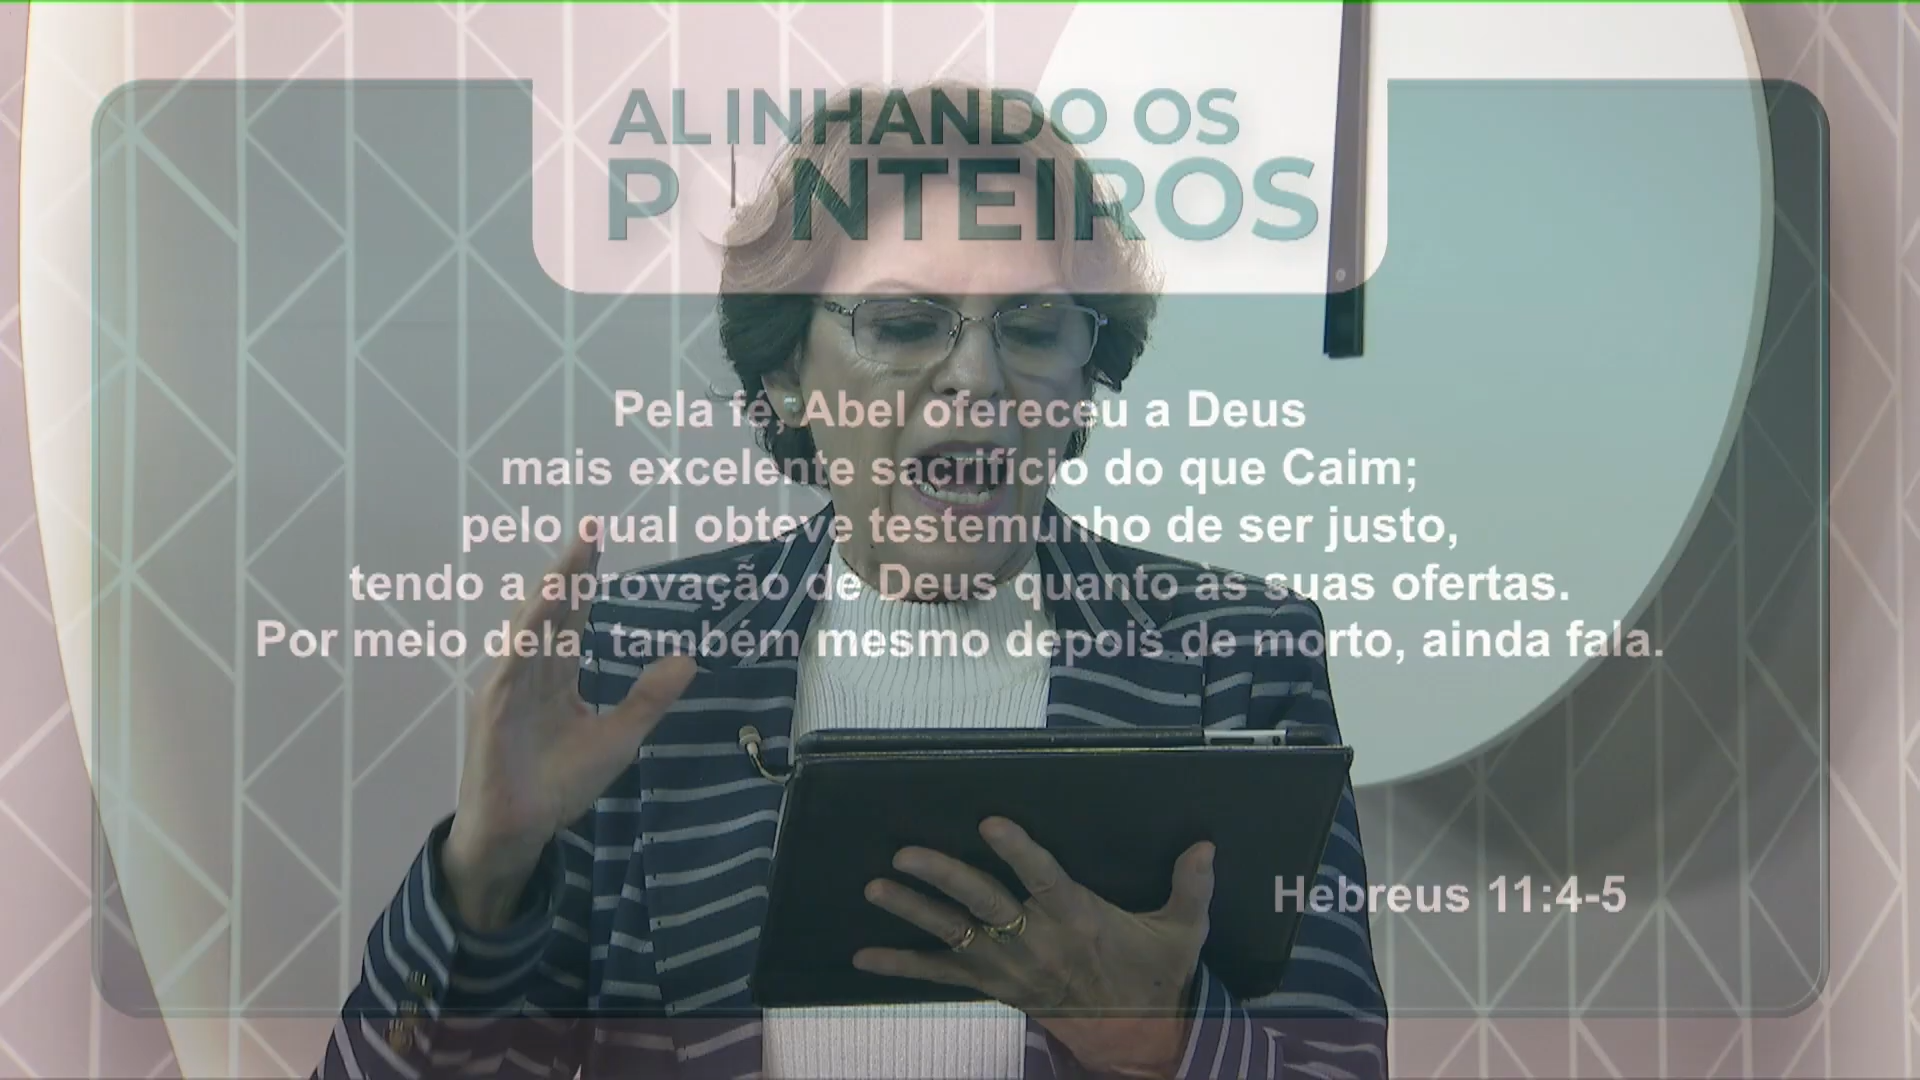 ALINHANDO OS
PONTEIROS
Pela fé, Abel ofereceu a Deus
mais excelente sacrifício do que Caim;
pelo qual obteve testemunho de ser justo,
tendo a aprovação de Deus quanto às suas ofertas.
Por meio dela, também mesmo depois de morto, ainda fala.
Hebreus 11:4-5